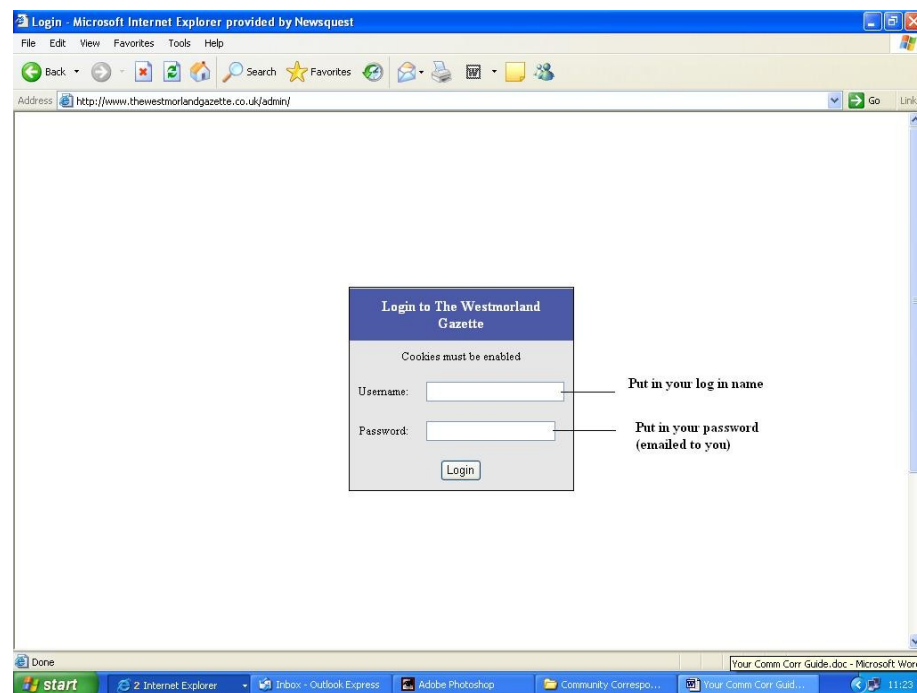 Login - Microsoft Internet Explorer provided by Newsquest
File Edit View Favorites Tools Help
Back Search Favorites
Address http://www.thewestmorlandgazette.co.uk/admin/ Go Link
Login to The Westmorland
Gazette
Cookies must be enabled
Username:
Put in your log in name
Password:
Put in your password
(emailed to you)
Login
Done
Your Comm Corr Guide.doc - Microsoft Wor
start 2 Internet Explorer Inbox - Outlook Express Adobe Photoshop Community Correspo... Your Comm Corr Guid... 11:23